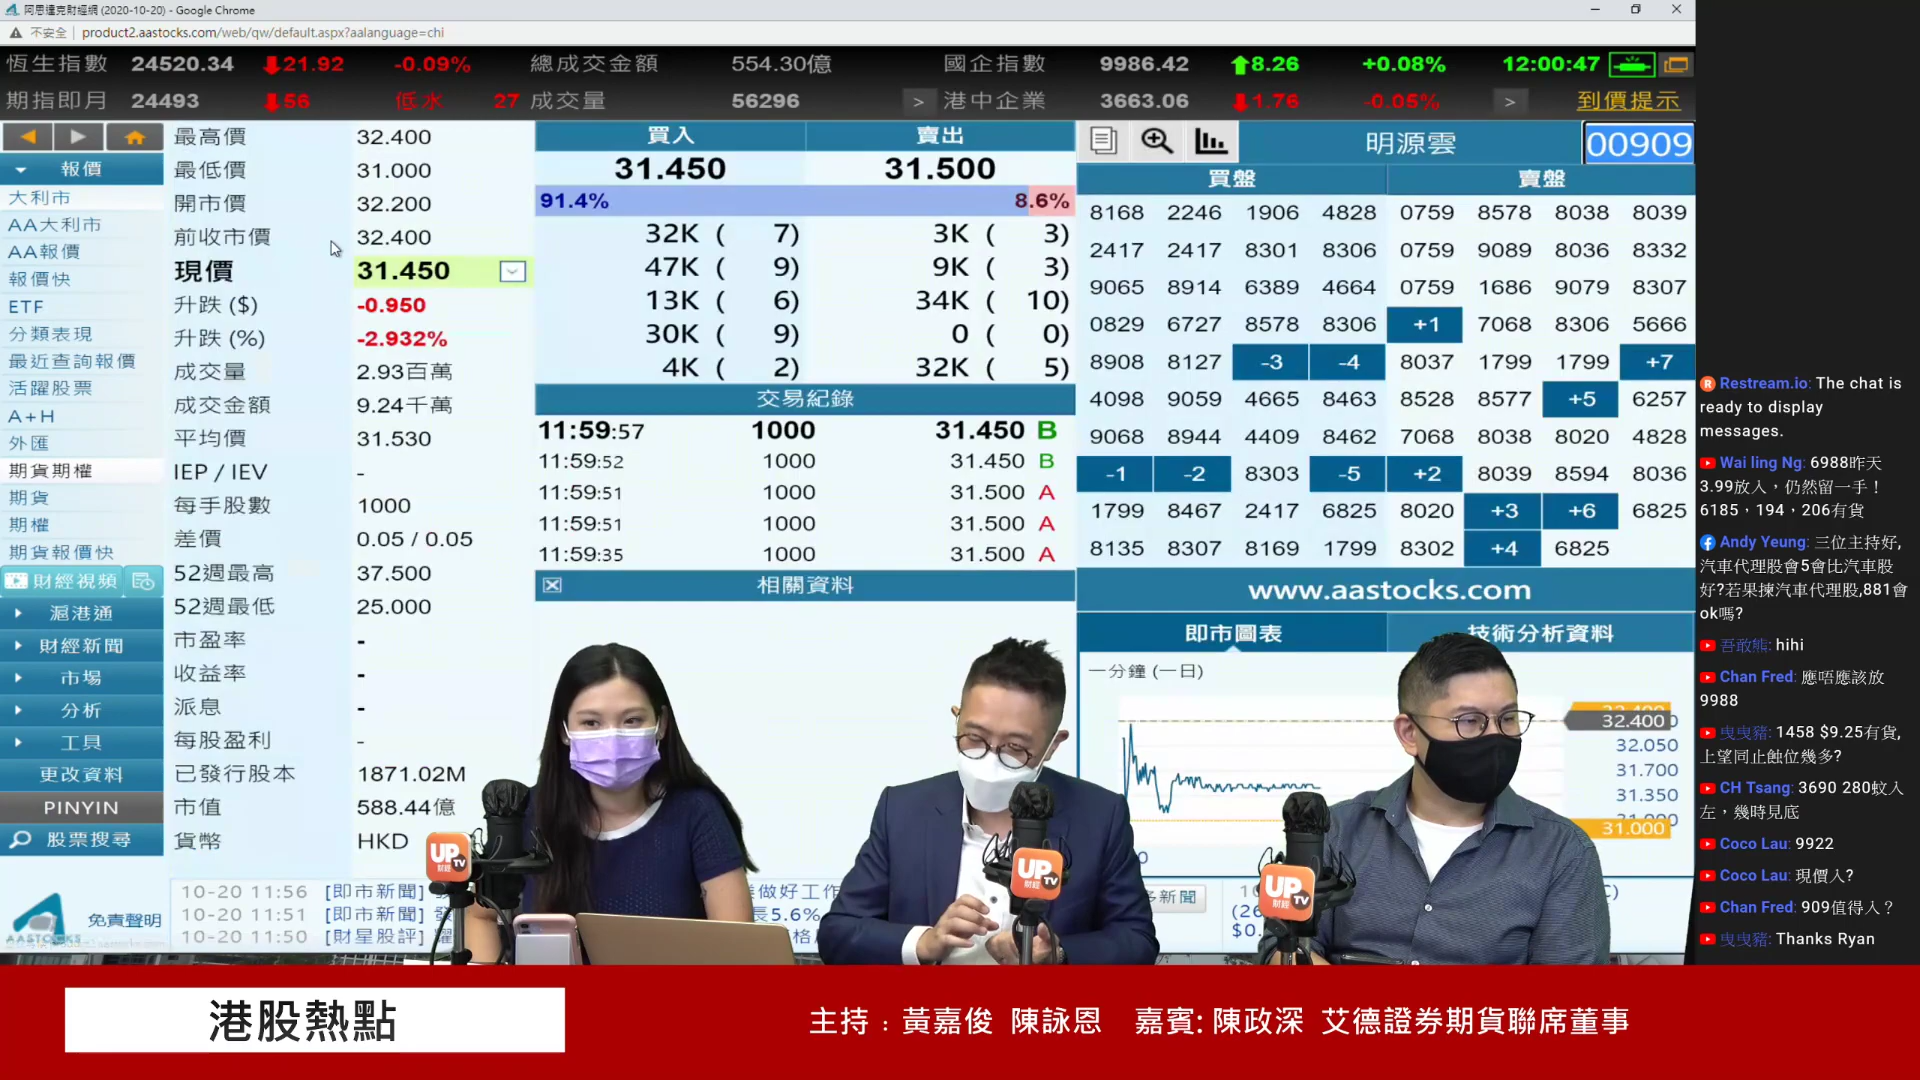 阿思達克財經網 (2020-10-20) - Google Chrome
不安全 | product2.aastocks.com/web/qw/default.aspx?aalanguage=chi
恆生指數 24520.34 21.92 -0.09% 總成交金額 554.30億 國企指數 9986.42 8.26 +0.08% 12:00:47
期指即月 24493 56 低水 27 成交量 56296 > 港中企業 3663.06 1.76 -0.05% > 到價提示
報價
大利市
AA大利市
AA報價
報價快
ETF
分類表現
最近查詢報價
活躍股票
A+H
外匯
期貨期權
期貨
期權
期貨報價快
財經視頻
滬港通
財經新聞
市場
分析
工具
更改資料
PINYIN
股票搜尋
AASTOCKS
免責聲明
最高價 32.400
最低價 31.000
開市價 32.200
前收市價 32.400
現價 31.450
升跌 ($) -0.950
升跌 (%) -2.932%
成交量 2.93百萬
成交金額 9.24千萬
平均價 31.530
IEP / IEV -
每手股數 1000
差價 0.05 / 0.05
52週最高 37.500
52週最低 25.000
市盈率 -
收益率 -
派息 -
每股盈利 -
已發行股本 1871.02M
市值 588.44億
貨幣 HKD
買入 賣出
31.450 31.500
91.4% 8.6%
32K ( 7) 3K ( 3)
47K ( 9) 9K ( 3)
13K ( 6) 34K ( 10)
30K ( 9) 0 ( 0)
4K ( 2) 32K ( 5)
交易紀錄
11:59:57 1000 31.450 B
11:59:52 1000 31.450 B
11:59:51 1000 31.500 A
11:59:51 1000 31.500 A
11:59:35 1000 31.500 A
相關資料
明源雲 00909
買盤 賣盤
8168 2246 1906 4828 0759 8578 8038 8039
2417 2417 8301 8306 0759 9089 8036 8332
9065 8914 6389 4664 0759 1686 9079 8307
0829 6727 8578 8306 +1 7068 8306 5666
8908 8127 -3 -4 8037 1799 1799 +7
4098 9059 4665 8463 8528 8577 +5 6257
9068 8944 4409 8462 7068 8038 8020 4828
-1 -2 8303 -5 +2 8039 8594 8036
1799 8467 2417 6825 8020 +3 +6 6825
8135 8307 8169 1799 8302 +4 6825
www.aastocks.com
即市圖表 技術分析資料
一分鐘 (一日)
32.400
32.050
31.700
31.350
31.000
10-20 11:56 [即市新聞]
10-20 11:51 [即市新聞]
10-20 11:50 [財星股評]
做好工作
長5.6%
新聞
UP TV 財經
UP TV 財經
UP TV 財經
Restream.io: The chat is
ready to display
messages.
Wai ling Ng: 6988昨天
3.99放入，仍然留一手！
6185，194，206有貨
Andy Yeung: 三位主持好,
汽車代理股會5會比汽車股
好?若果揀汽車代理股,881會
ok嗎?
吾敢熊: hihi
Chan Fred: 應唔應該放
9988
曳曳豬: 1458 $9.25有貨,
上望同止蝕位幾多?
CH Tsang: 3690 280蚊入
左，幾時見底
Coco Lau: 9922
Coco Lau: 現價入?
Chan Fred: 909值得入？
曳曳豬: Thanks Ryan
港股熱點
主持：黃嘉俊 陳詠恩 嘉賓: 陳政深 艾德證券期貨聯席董事